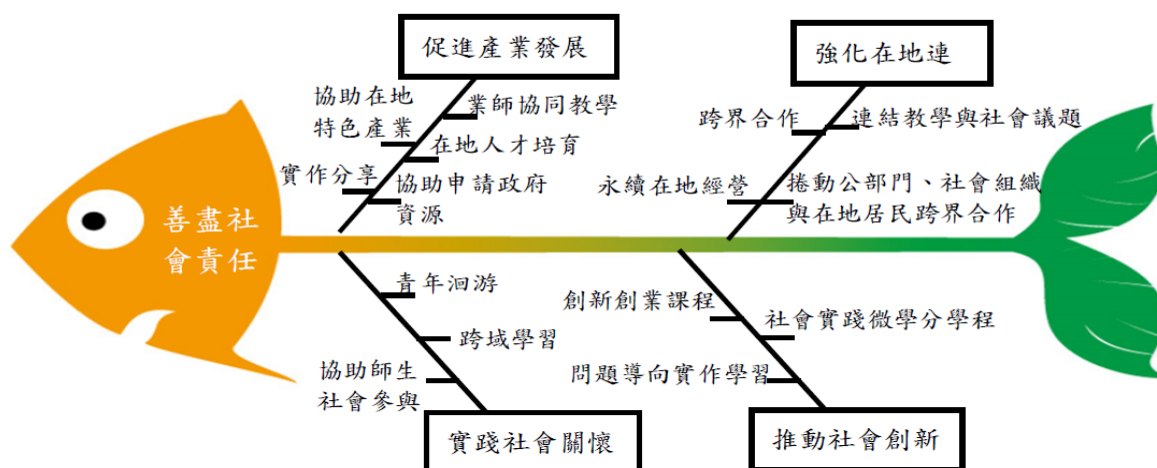 促進產業發展
強化在地連
協助在地
特色產業
業師協同教學
在地人才培育
實作分享
協助申請政府
資源
跨界合作
連結教學與社會議題
永續在地經營
捲動公部門、社會組織
與在地居民跨界合作
善盡社
會責任
青年洄游
跨域學習
協助師生
社會參與
創新創業課程
社會實踐微學分學程
問題導向實作學習
實踐社會關懷
推動社會創新